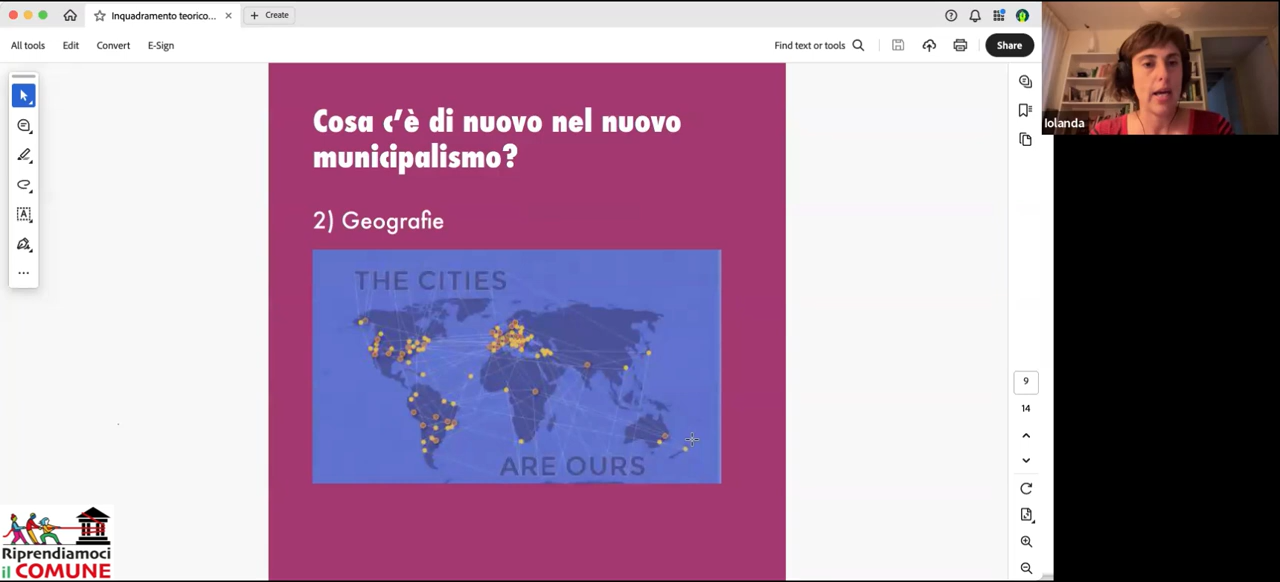 Inquadramento teorico...
Create
All tools
Edit
Convert
E-Sign
Find text or tools
Share
Iolanda
Cosa c'è di nuovo nel nuovo
municipalismo?
2) Geografie
THE CITIES
ARE OURS
9
14
Riprendiamoci
il COMUNE